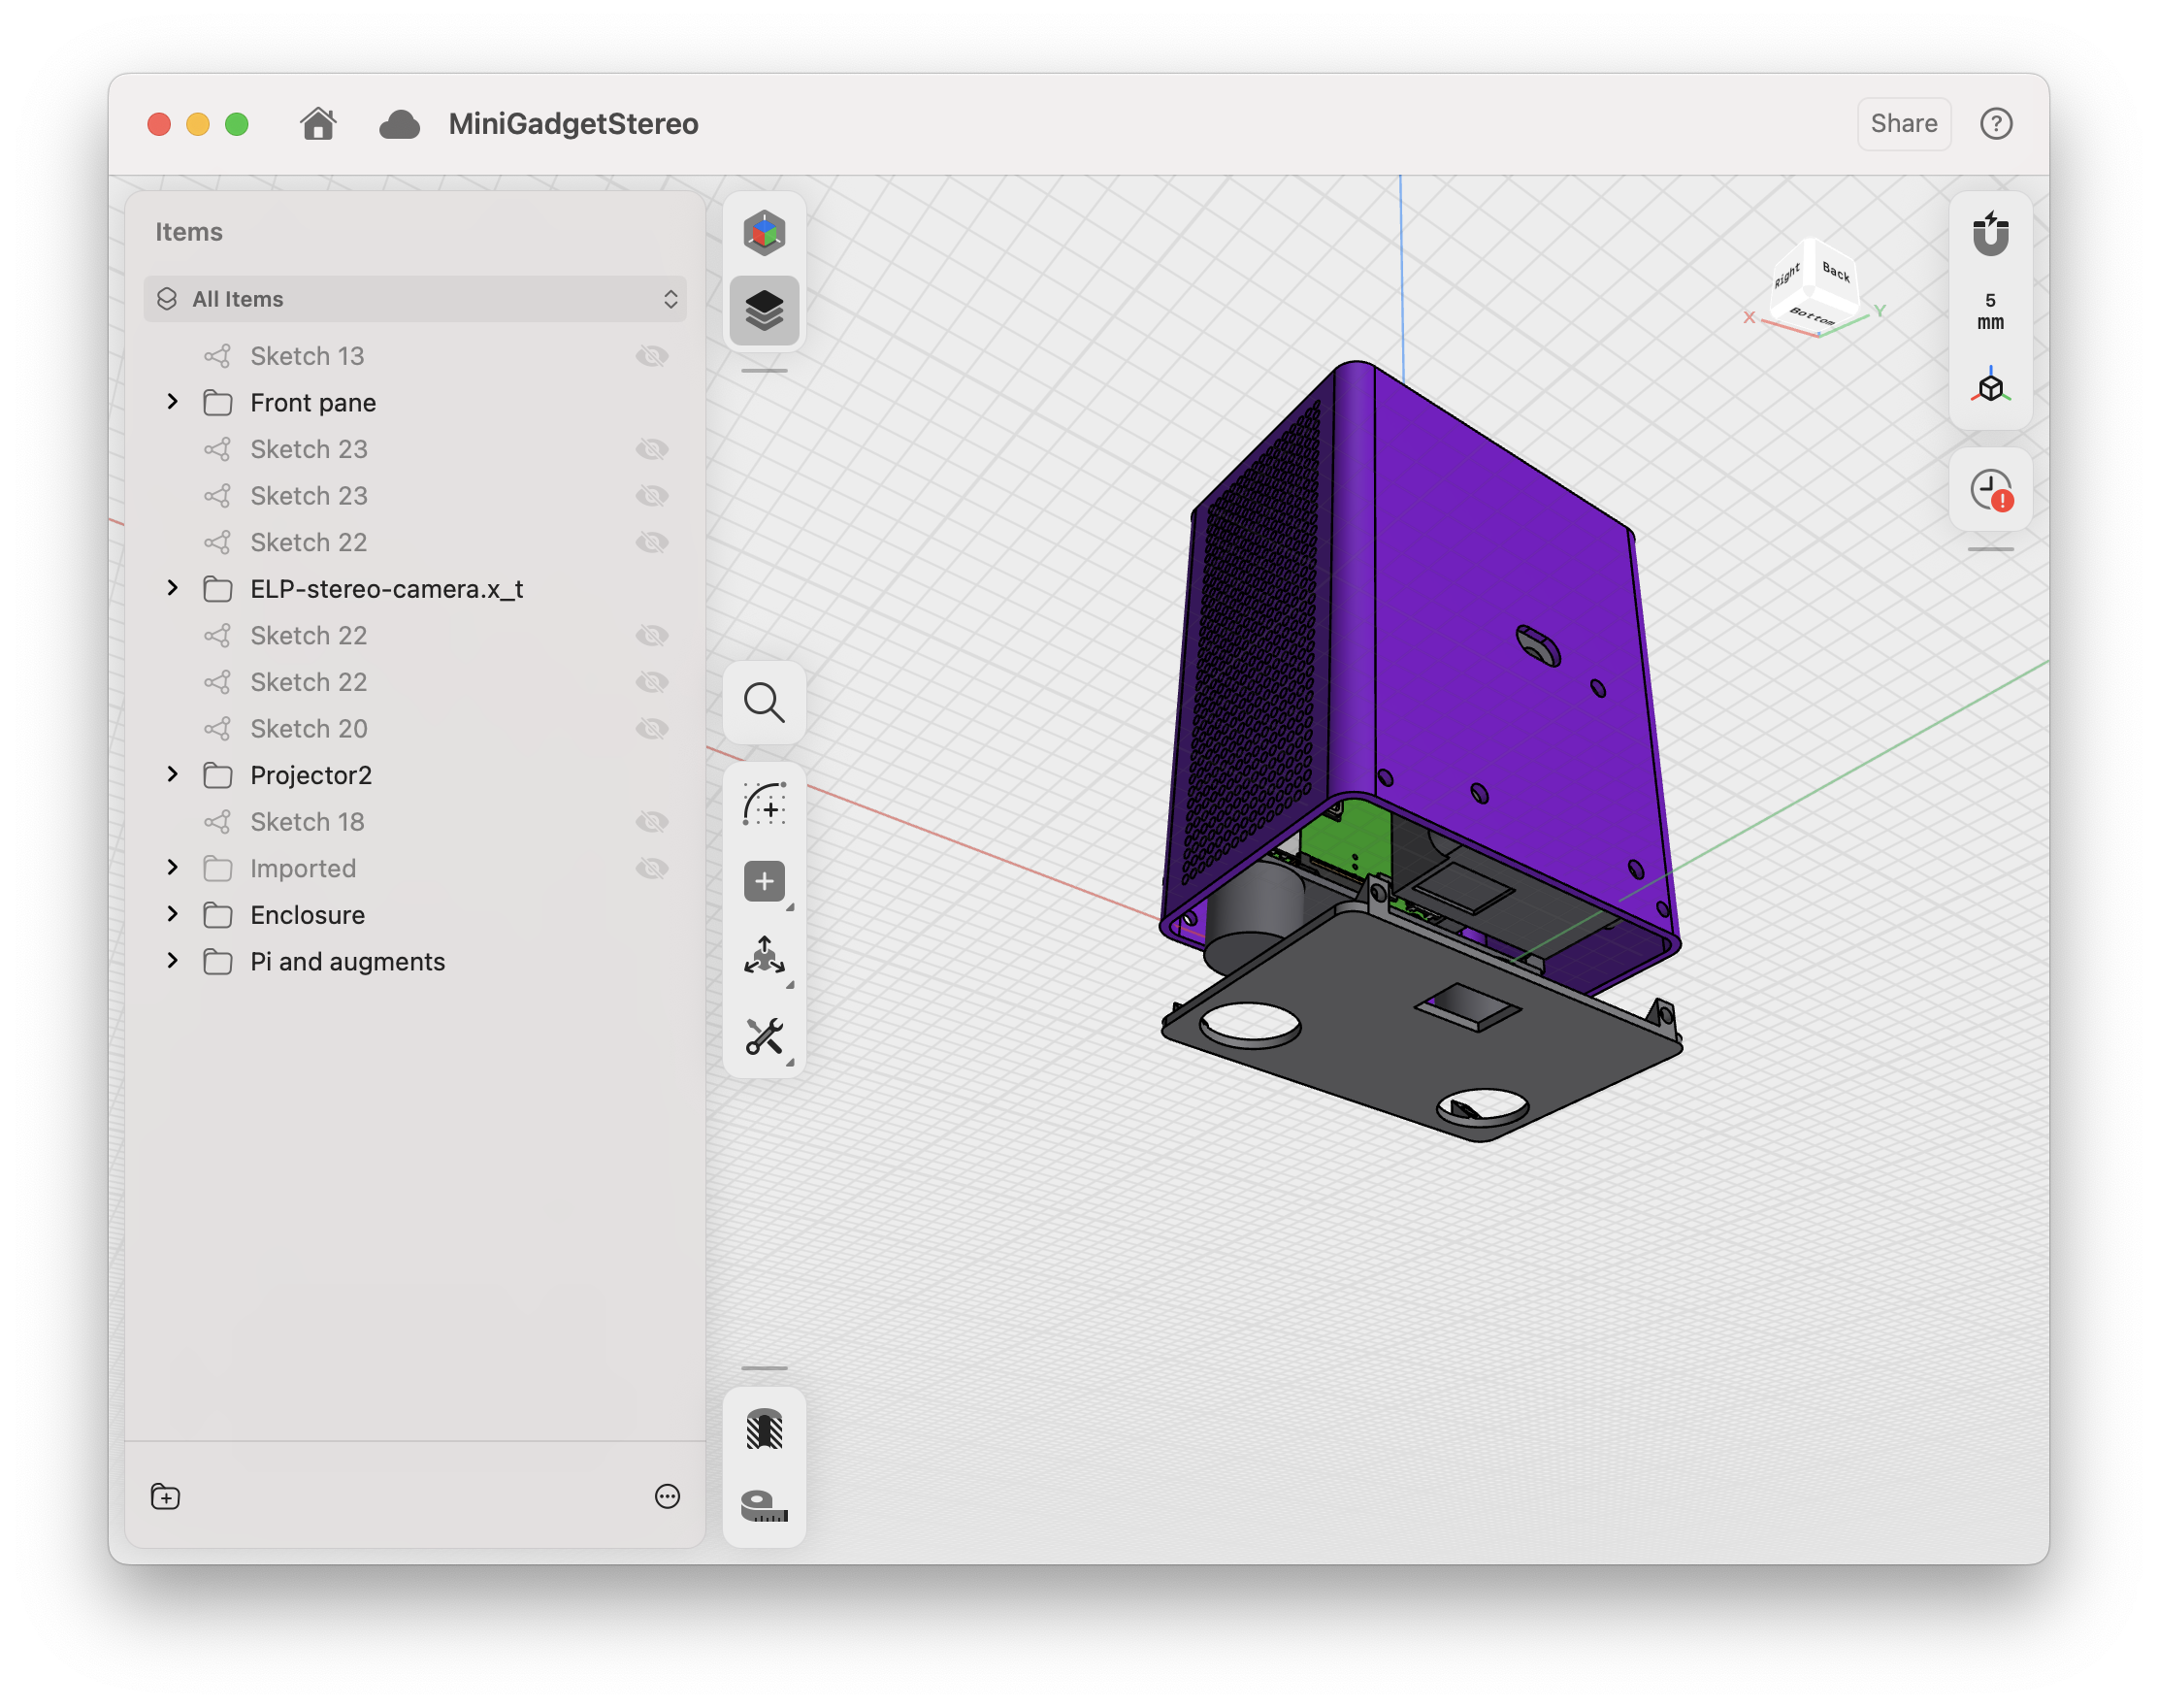 MiniGadgetStereo
Share
?
Items
All Items
Sketch 13
Front pane
Sketch 23
Sketch 23
Sketch 22
ELP-stereo-camera.x_t
Sketch 22
Sketch 22
Sketch 20
Projector2
Sketch 18
Imported
Enclosure
Pi and augments
Right
Back
Bottom
X
Y
5
mm
!